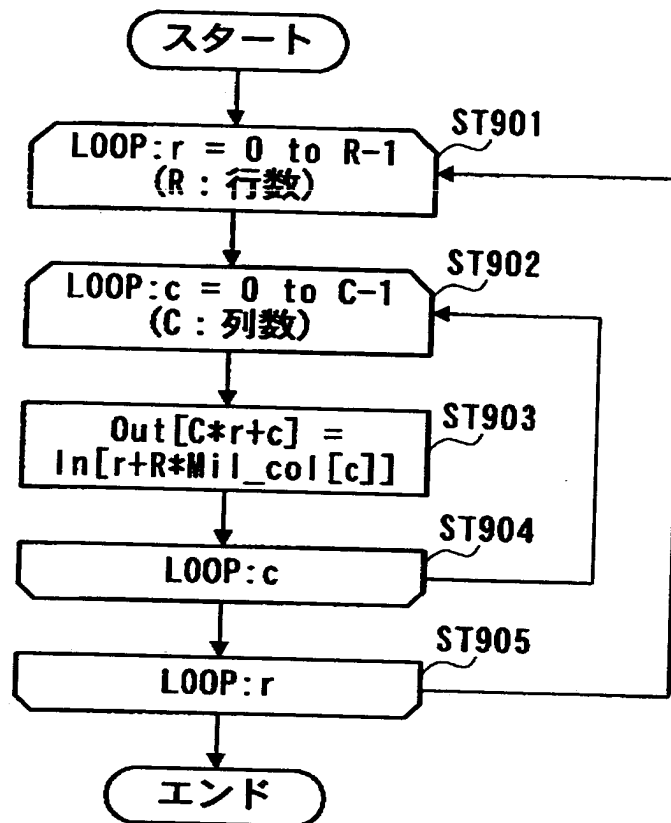 スタート
ST901
LOOP:r = 0 to R-1
(R : 行数)
ST902
LOOP:c = 0 to C-1
(C : 列数)
ST903
Out[C*r+c] =
In[r+R*Mil_col[c]]
ST904
LOOP:c
ST905
LOOP:r
エンド